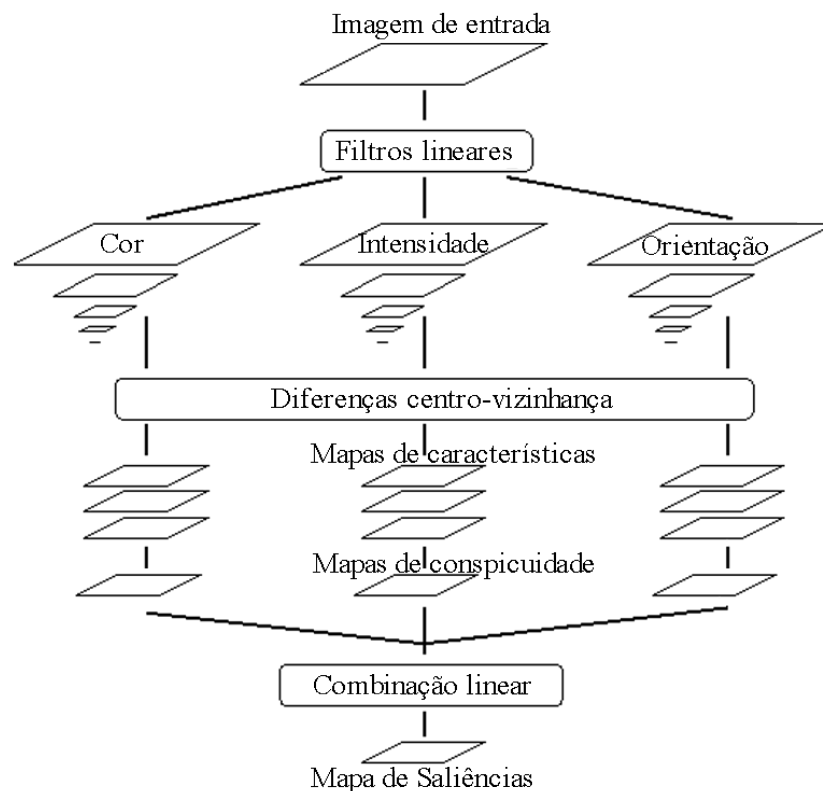 Imagem de entrada
Filtros lineares
Cor
Intensidade
Orientação
Diferenças centro-vizinhança
Mapas de características
Mapas de conspicuidade
Combinação linear
Mapa de Saliências